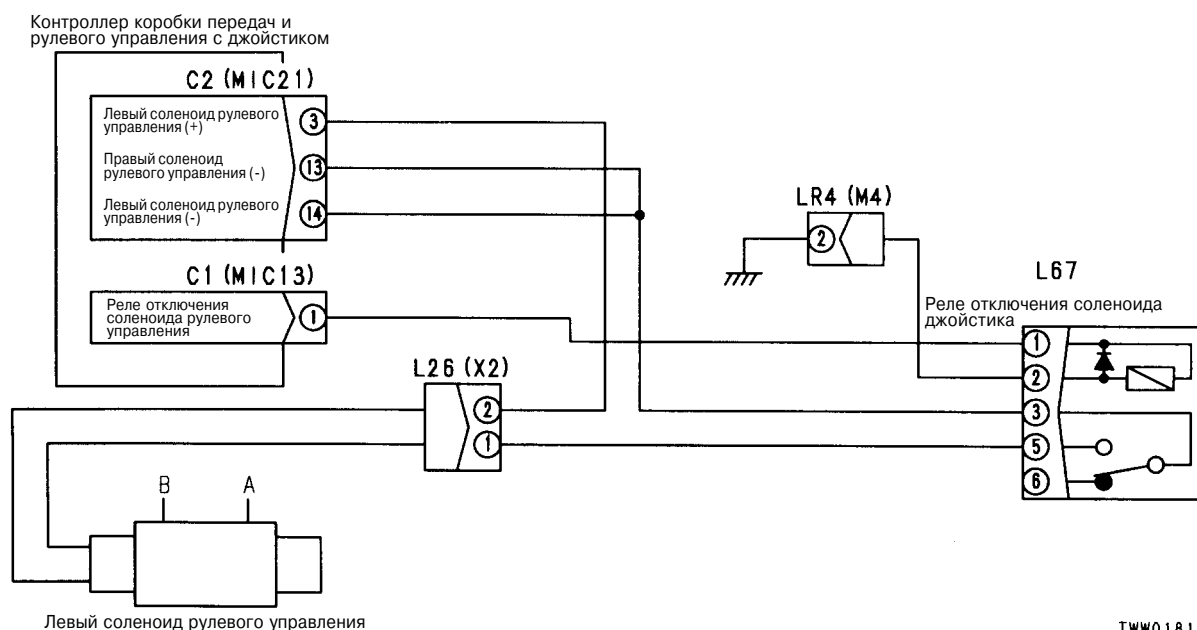 Контроллер коробки передач и
рулевого управления с джойстиком
C2 (MIC21)
Левый соленоид рулевого
управления (+)
3
Правый соленоид
рулевого управления (-)
13
Левый соленоид рулевого
управления (-)
14
LR4 (M4)
2
C1 (MIC13)
Реле отключения
соленоида рулевого
управления
1
L67
Реле отключения соленоида
джойстика
1
2
3
5
6
L26 (X2)
2
1
B A
Левый соленоид рулевого управления
TWW0181